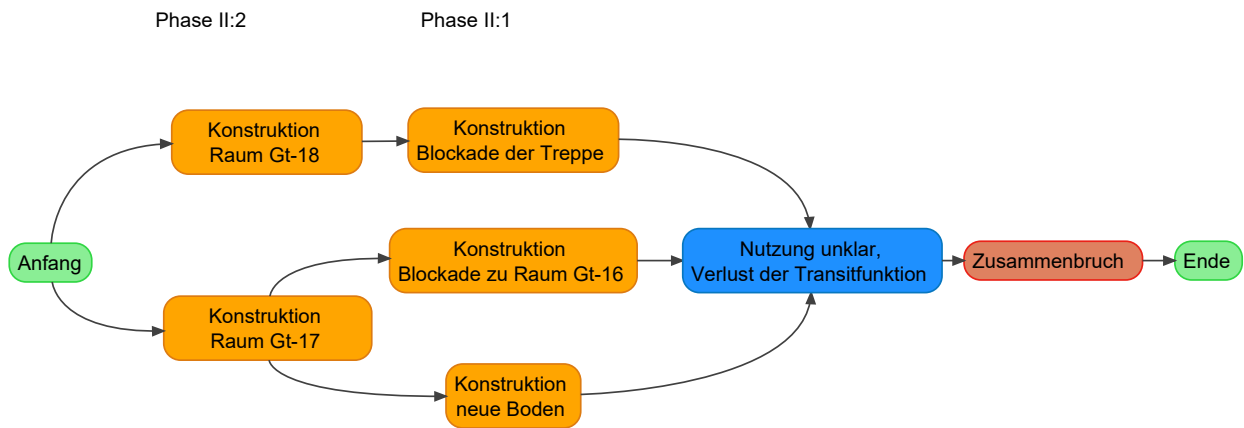 Phase II:2
Phase II:1
Konstruktion
Raum Gt-18
Konstruktion
Blockade der Treppe
Anfang
Konstruktion
Blockade zu Raum Gt-16
Nutzung unklar,
Verlust der Transitfunktion
Zusammenbruch
Ende
Konstruktion
Raum Gt-17
Konstruktion
neue Boden